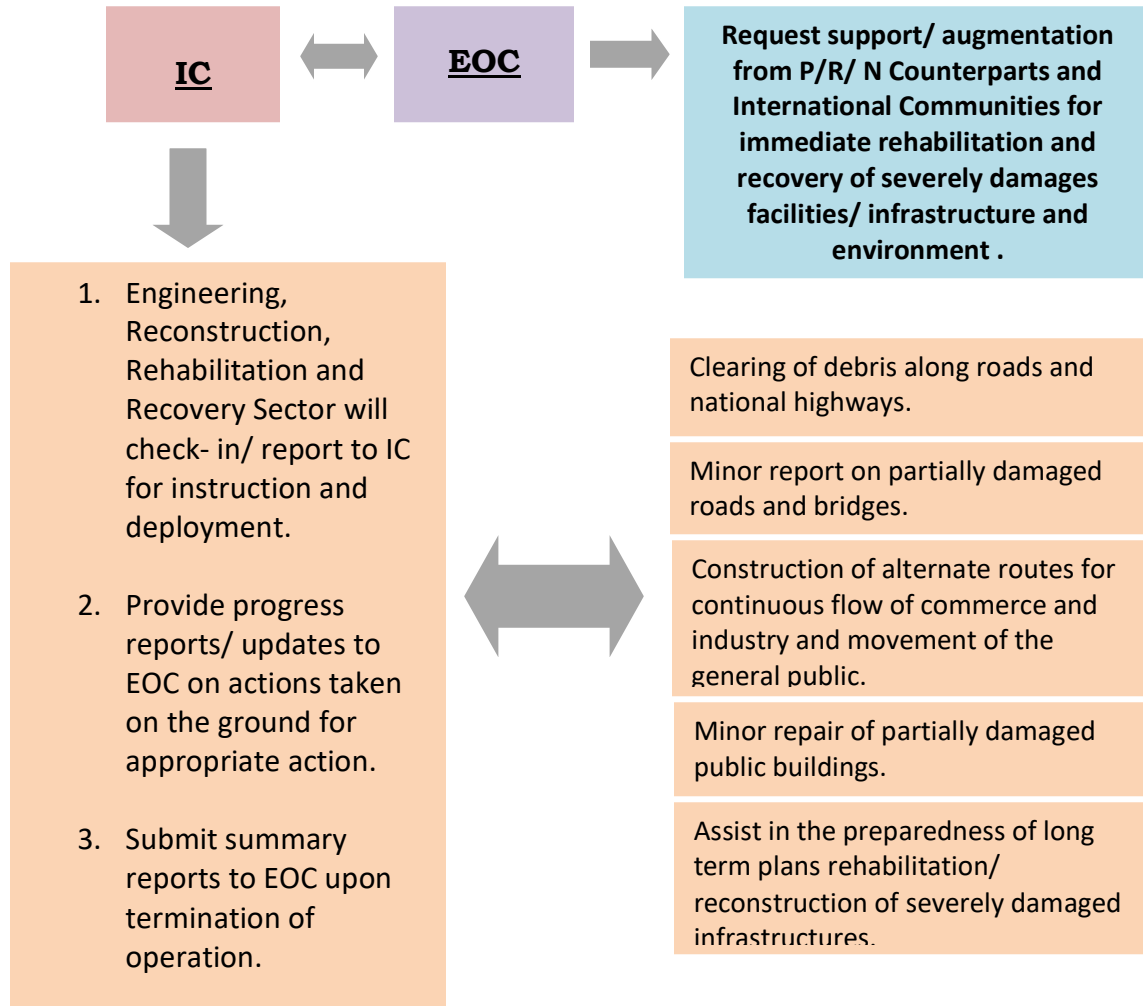 IC
EOC
Request support/ augmentation
from P/R/ N Counterparts and
International Communities for
immediate rehabilitation and
recovery of severely damages
facilities/ infrastructure and
environment .
1. Engineering,
Reconstruction,
Rehabilitation and
Recovery Sector will
check- in/ report to IC
for instruction and
deployment.
2. Provide progress
reports/ updates to
EOC on actions taken
on the ground for
appropriate action.
3. Submit summary
reports to EOC upon
termination of
operation.
Clearing of debris along roads and
national highways.
Minor report on partially damaged
roads and bridges.
Construction of alternate routes for
continuous flow of commerce and
industry and movement of the
general public.
Minor repair of partially damaged
public buildings.
Assist in the preparedness of long
term plans rehabilitation/
reconstruction of severely damaged
infrastructures.